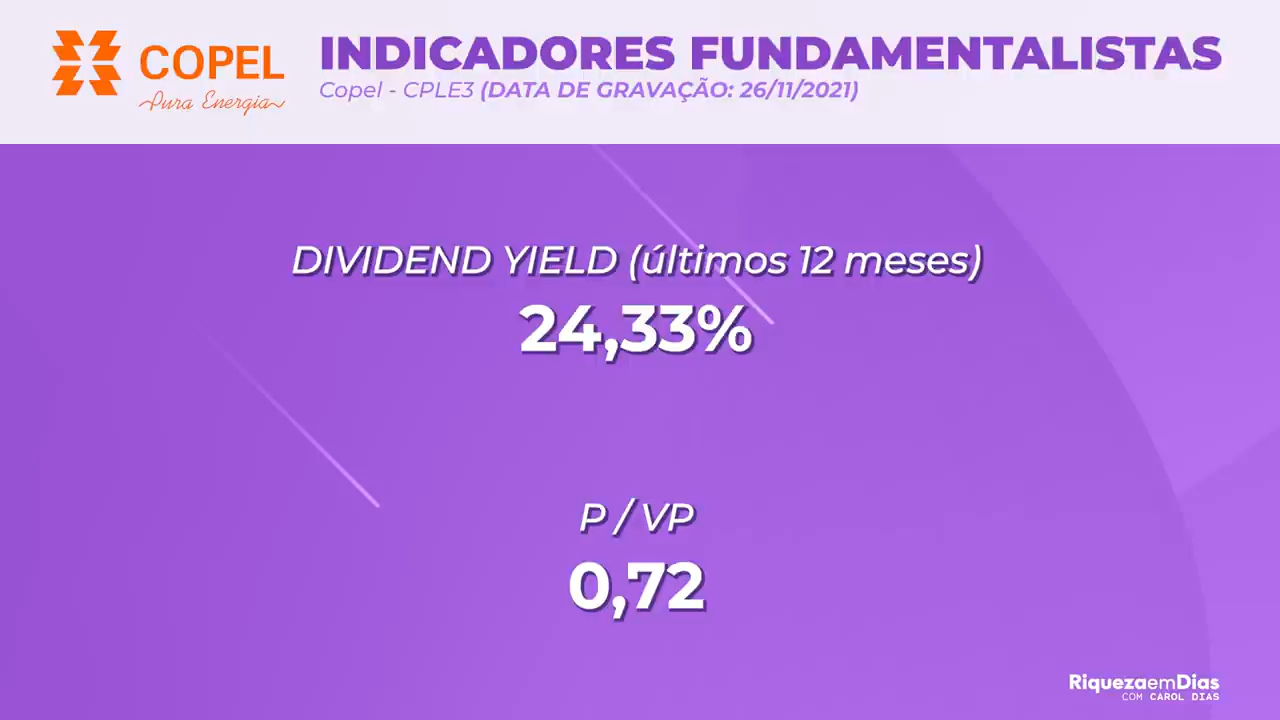 COPEL
Pura Energia
INDICADORES FUNDAMENTALISTAS
Copel - CPLE3 (DATA DE GRAVAÇÃO: 26/11/2021)
DIVIDEND YIELD (últimos 12 meses)
24,33%
P / VP
0,72
RiquezaemDias
COM CAROL DIAS